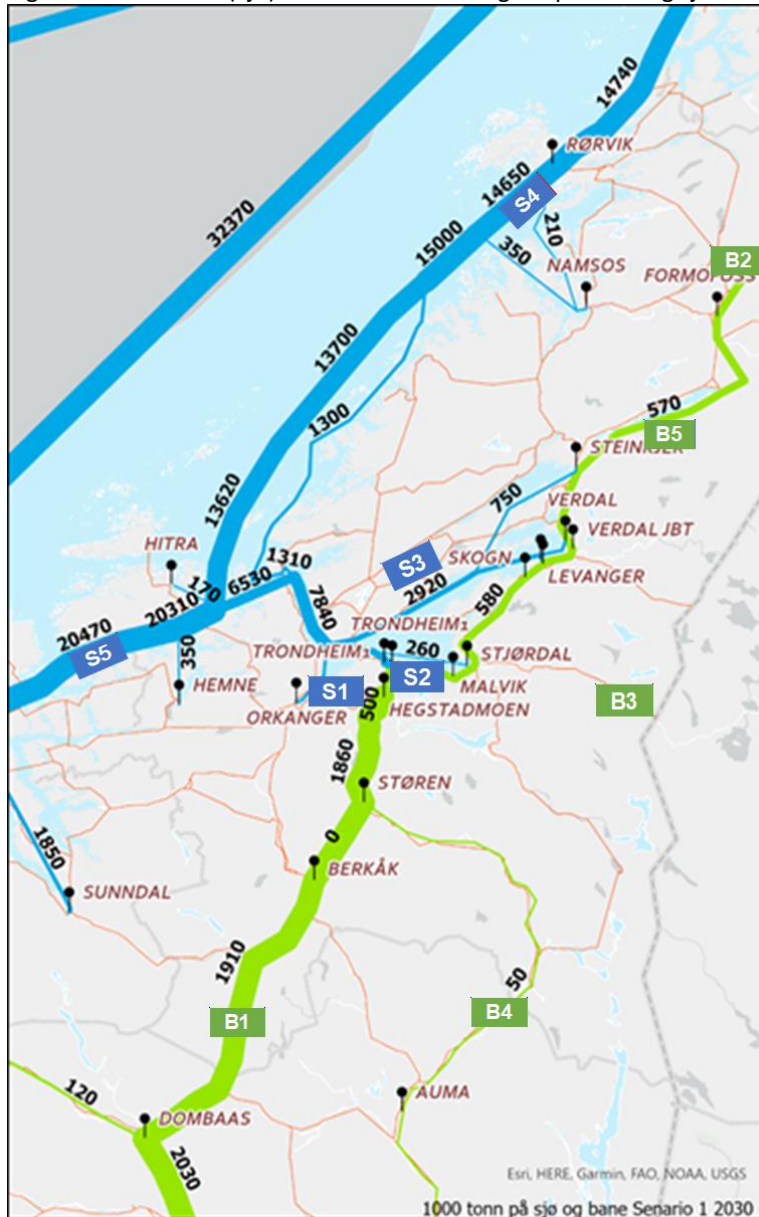 14740
RØRVIK
32370
14650
S4
15000
210
350
NAMSOS
B2
13700
570
1300
B5
STEINKJER
VERDAL
750
13620
HITRA
VERDAL JBT
S3
SKOGN
1310
170
6530
LEVANGER
2920
580
7840
20310
20470
TRONDHEIM1
TRONDHEIM1
260
STJØRDAL
S5
350
HEMNE
S1
S2
MALVIK
B3
ORKANGER
500
HEGSTADMOEN
1860
STØREN
0
1850
BERKÅK
SUNNDAL
1910
50
B1
B4
120
AUMA
DOMBAAS
2030
Esri, HERE, Garmin, FAO, NOAA, USGS
1000 tonn på sjø og bane Senario 1 2030